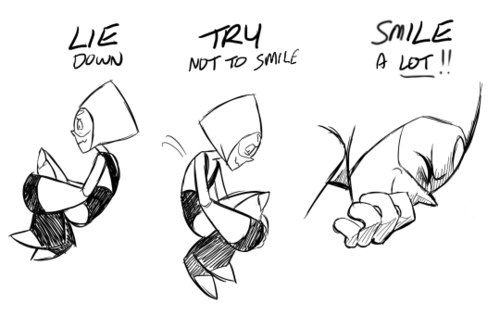 LIE
DOWN
TRY
NOT TO SMILE
SMILE
A LOT!!